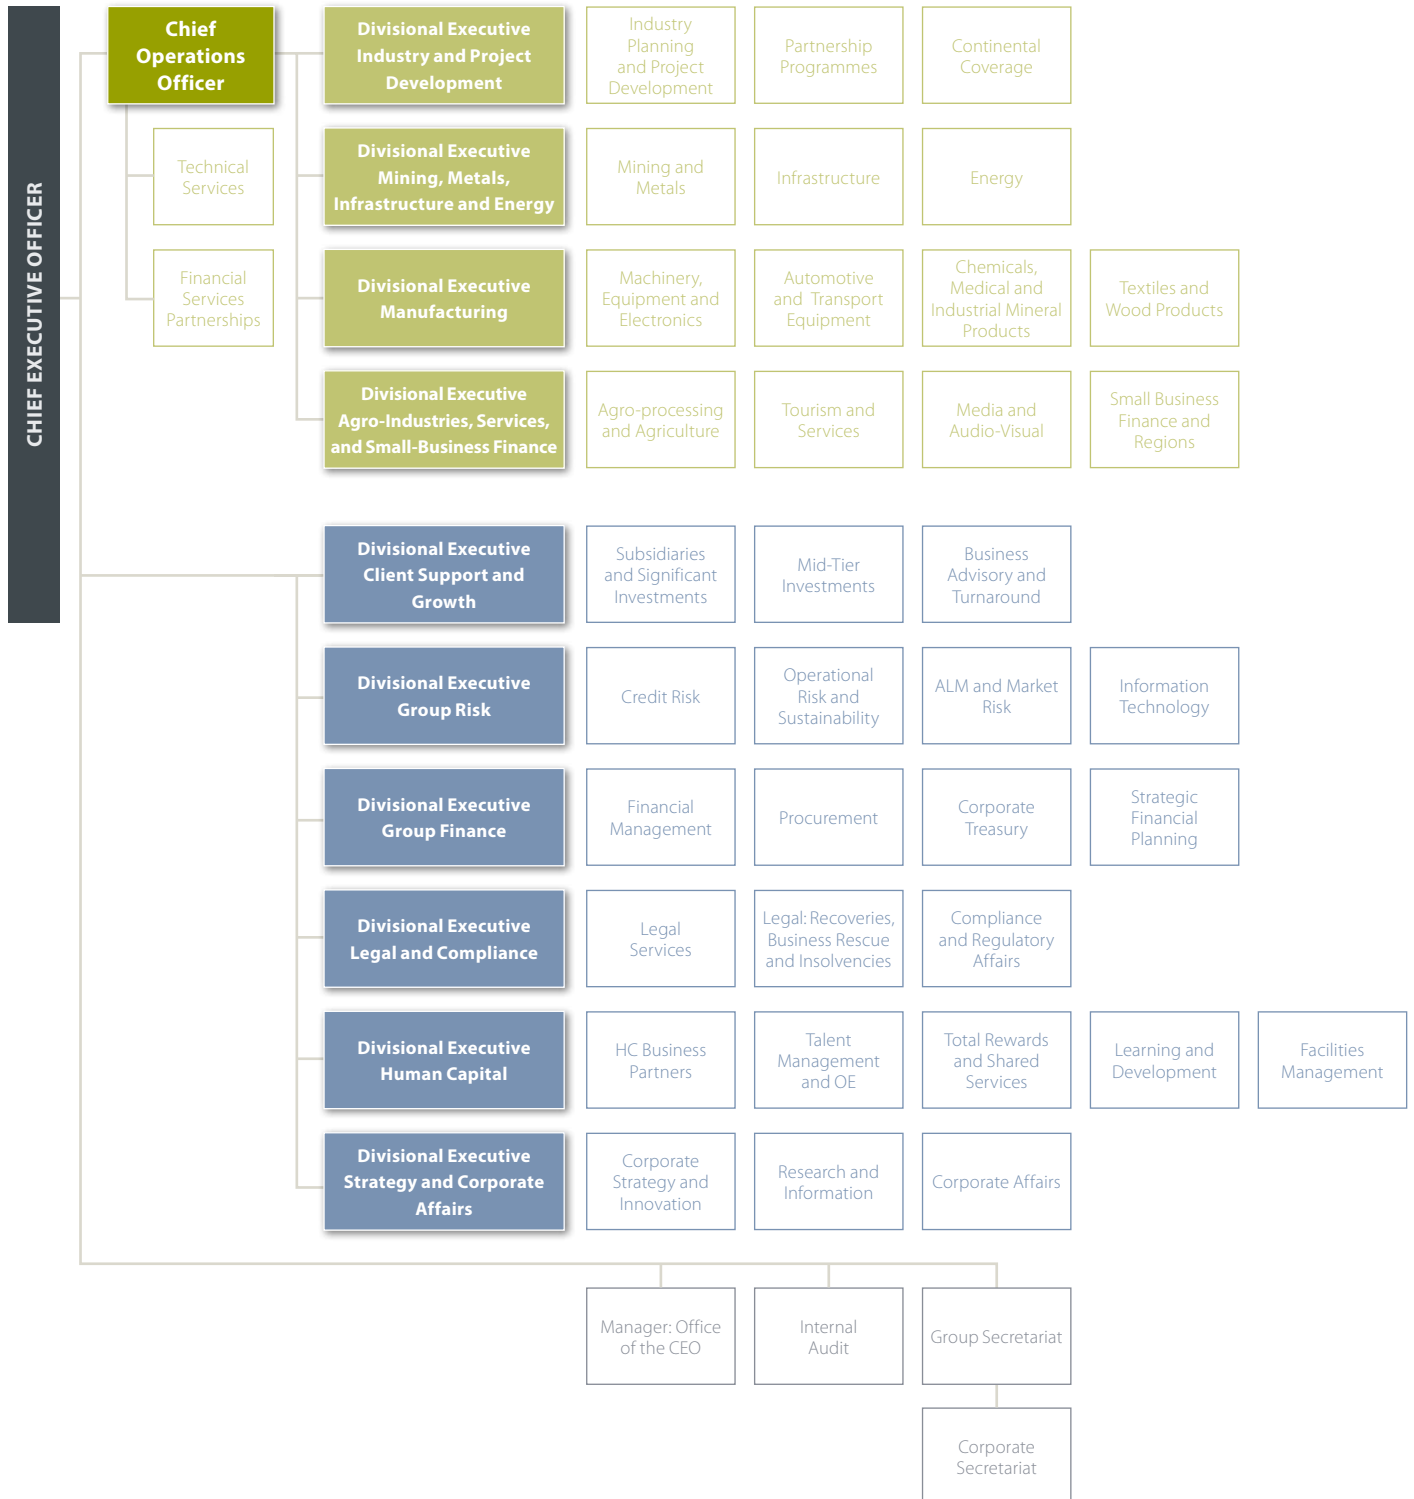 CHIEF EXECUTIVE OFFICER
Chief
Operations
Officer
Technical
Services
Financial
Services
Partnerships
Divisional Executive
Industry and Project
Development
Industry
Planning
and Project
Development
Partnership
Programmes
Continental
Coverage
Divisional Executive
Mining, Metals,
Infrastructure and Energy
Mining and
Metals
Infrastructure
Energy
Divisional Executive
Manufacturing
Machinery,
Equipment and
Electronics
Automotive
and Transport
Equipment
Chemicals,
Medical and
Industrial Mineral
Products
Textiles and
Wood Products
Divisional Executive
Agro-Industries, Services,
and Small-Business Finance
Agro-processing
and Agriculture
Tourism and
Services
Media and
Audio-Visual
Small Business
Finance and
Regions
Divisional Executive
Client Support and
Growth
Subsidiaries
and Significant
Investments
Mid-Tier
Investments
Business
Advisory and
Turnaround
Divisional Executive
Group Risk
Credit Risk
Operational
Risk and
Sustainability
ALM and Market
Risk
Information
Technology
Divisional Executive
Group Finance
Financial
Management
Procurement
Corporate
Treasury
Strategic
Financial
Planning
Divisional Executive
Legal and Compliance
Legal
Services
Legal: Recoveries,
Business Rescue
and Insolvencies
Compliance
and Regulatory
Affairs
Divisional Executive
Human Capital
HC Business
Partners
Talent
Management
and OE
Total Rewards
and Shared
Services
Learning and
Development
Facilities
Management
Divisional Executive
Strategy and Corporate
Affairs
Corporate
Strategy and
Innovation
Research and
Information
Corporate Affairs
Manager: Office
of the CEO
Internal
Audit
Group Secretariat
Corporate
Secretariat